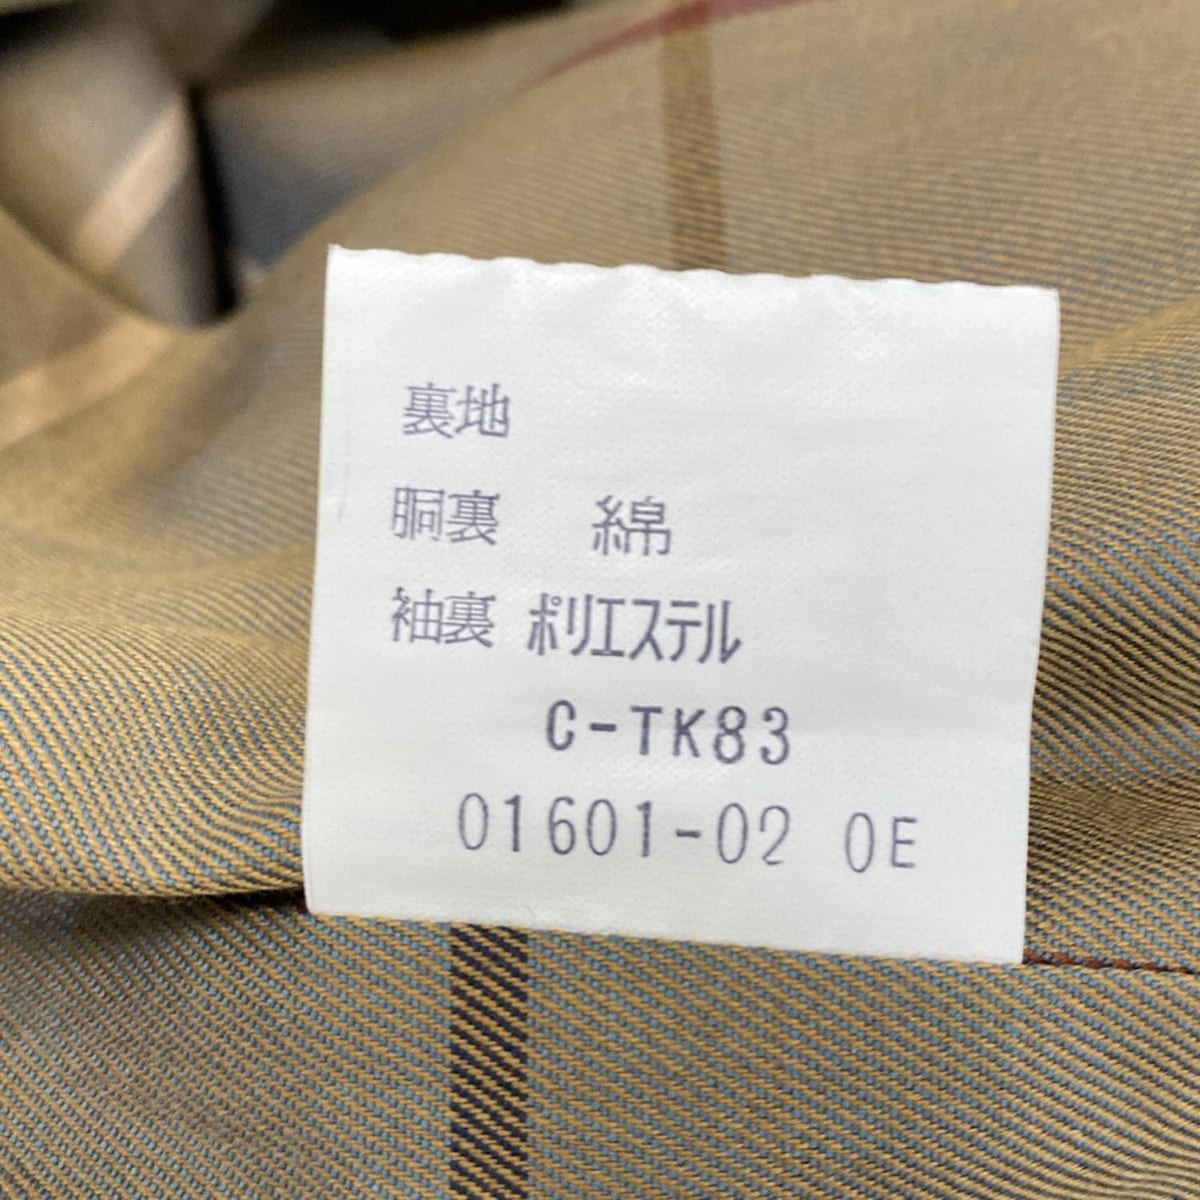 裏地
胴裏 綿
袖裏 ポリエステル
C-TK83
01601-02 0E